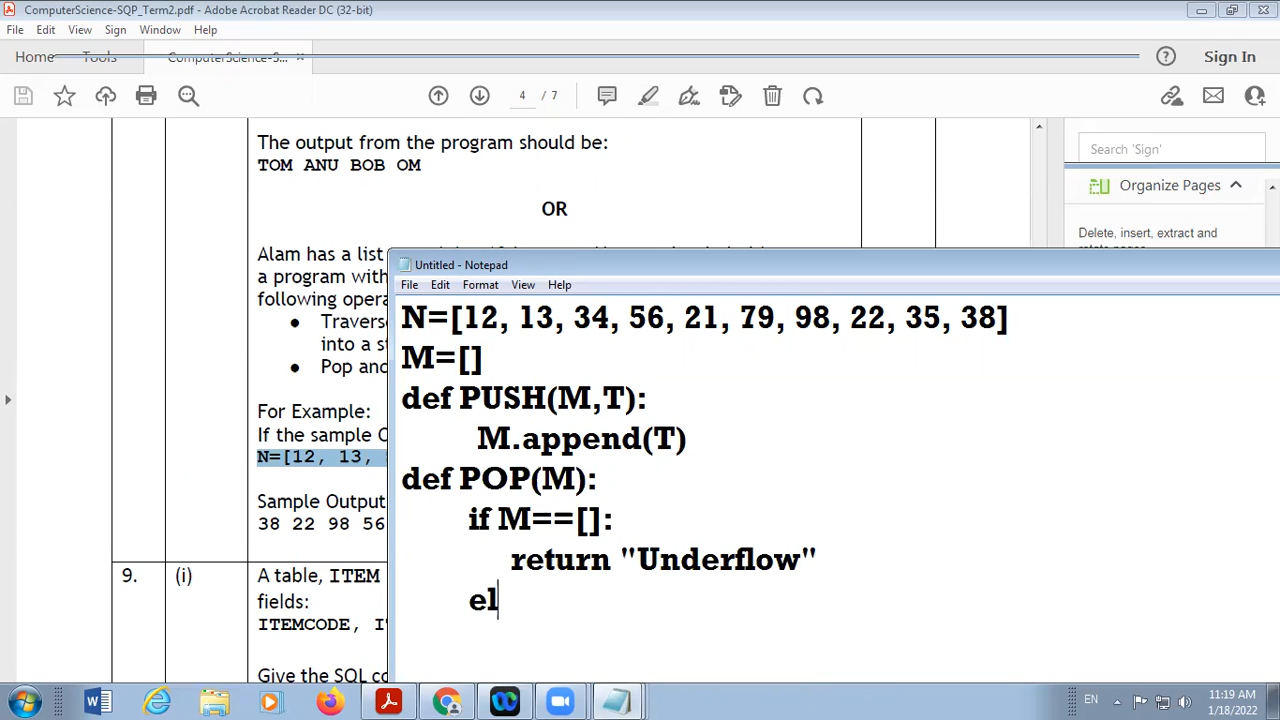 ComputerScience-SQP_Term2.pdf - Adobe Acrobat Reader DC (32-bit)
File Edit View Sign Window Help
Home Tools ComputerScience-S... × Sign In
4 / 7
The output from the program should be:
TOM ANU BOB OM
OR
Alam has a list
a program with
following opera
Traverse
into a st
Pop and
For Example:
If the sample C
N=[12, 13,
Sample Output
38 22 98 56
9. (i) A table, ITEM
fields:
ITEMCODE, I
Give the SQL co
Search 'Sign'
Organize Pages
Delete, insert, extract and
Untitled - Notepad
File Edit Format View Help
N=[12, 13, 34, 56, 21, 79, 98, 22, 35, 38]
M=[]
def PUSH(M,T):
M.append(T)
def POP(M):
if M==[]:
return "Underflow"
el
EN 11:19 AM
1/18/2022